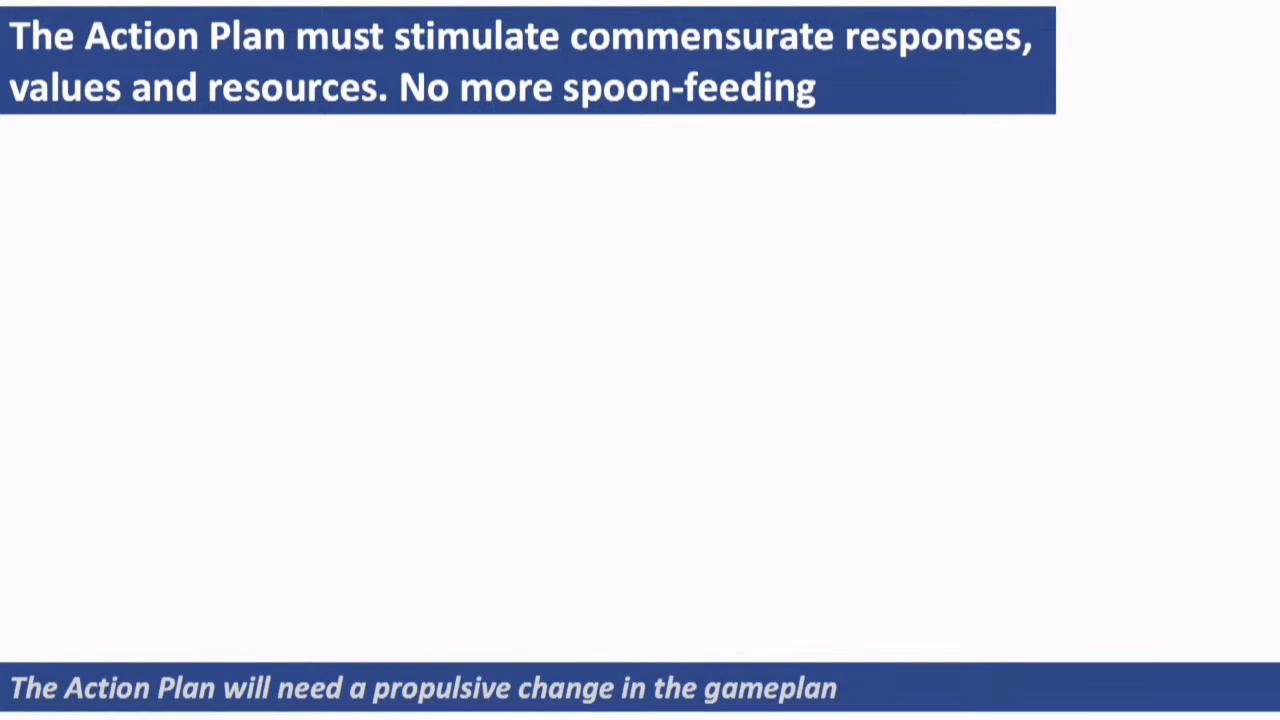 The Action Plan must stimulate commensurate responses,
values and resources. No more spoon-feeding
The Action Plan will need a propulsive change in the gameplan